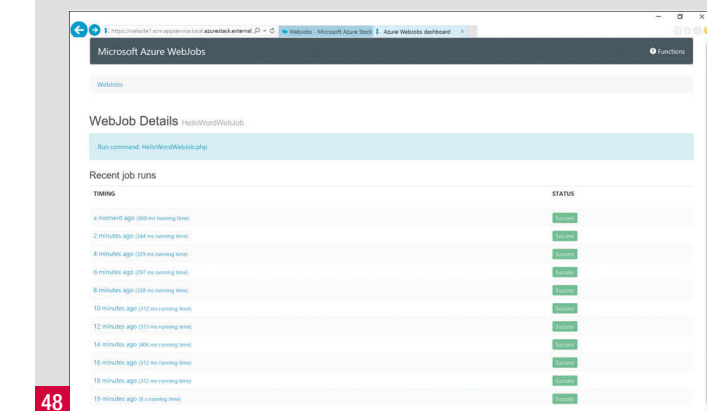 https://website1.scm.appservice.local.azurestack.external
WebJobs - Microsoft Azure Stack
Azure WebJobs dashboard
Microsoft Azure WebJobs
Functions
WebJobs
WebJob Details HelloWordWebJob
Run command: HelloWordWebJob.php
Recent job runs
TIMING STATUS
a moment ago (360 ms running time) Success
2 minutes ago (344 ms running time) Success
4 minutes ago (329 ms running time) Success
6 minutes ago (297 ms running time) Success
8 minutes ago (328 ms running time) Success
10 minutes ago (312 ms running time) Success
12 minutes ago (313 ms running time) Success
14 minutes ago (406 ms running time) Success
16 minutes ago (312 ms running time) Success
18 minutes ago (312 ms running time) Success
19 minutes ago (8 s running time) Success
48